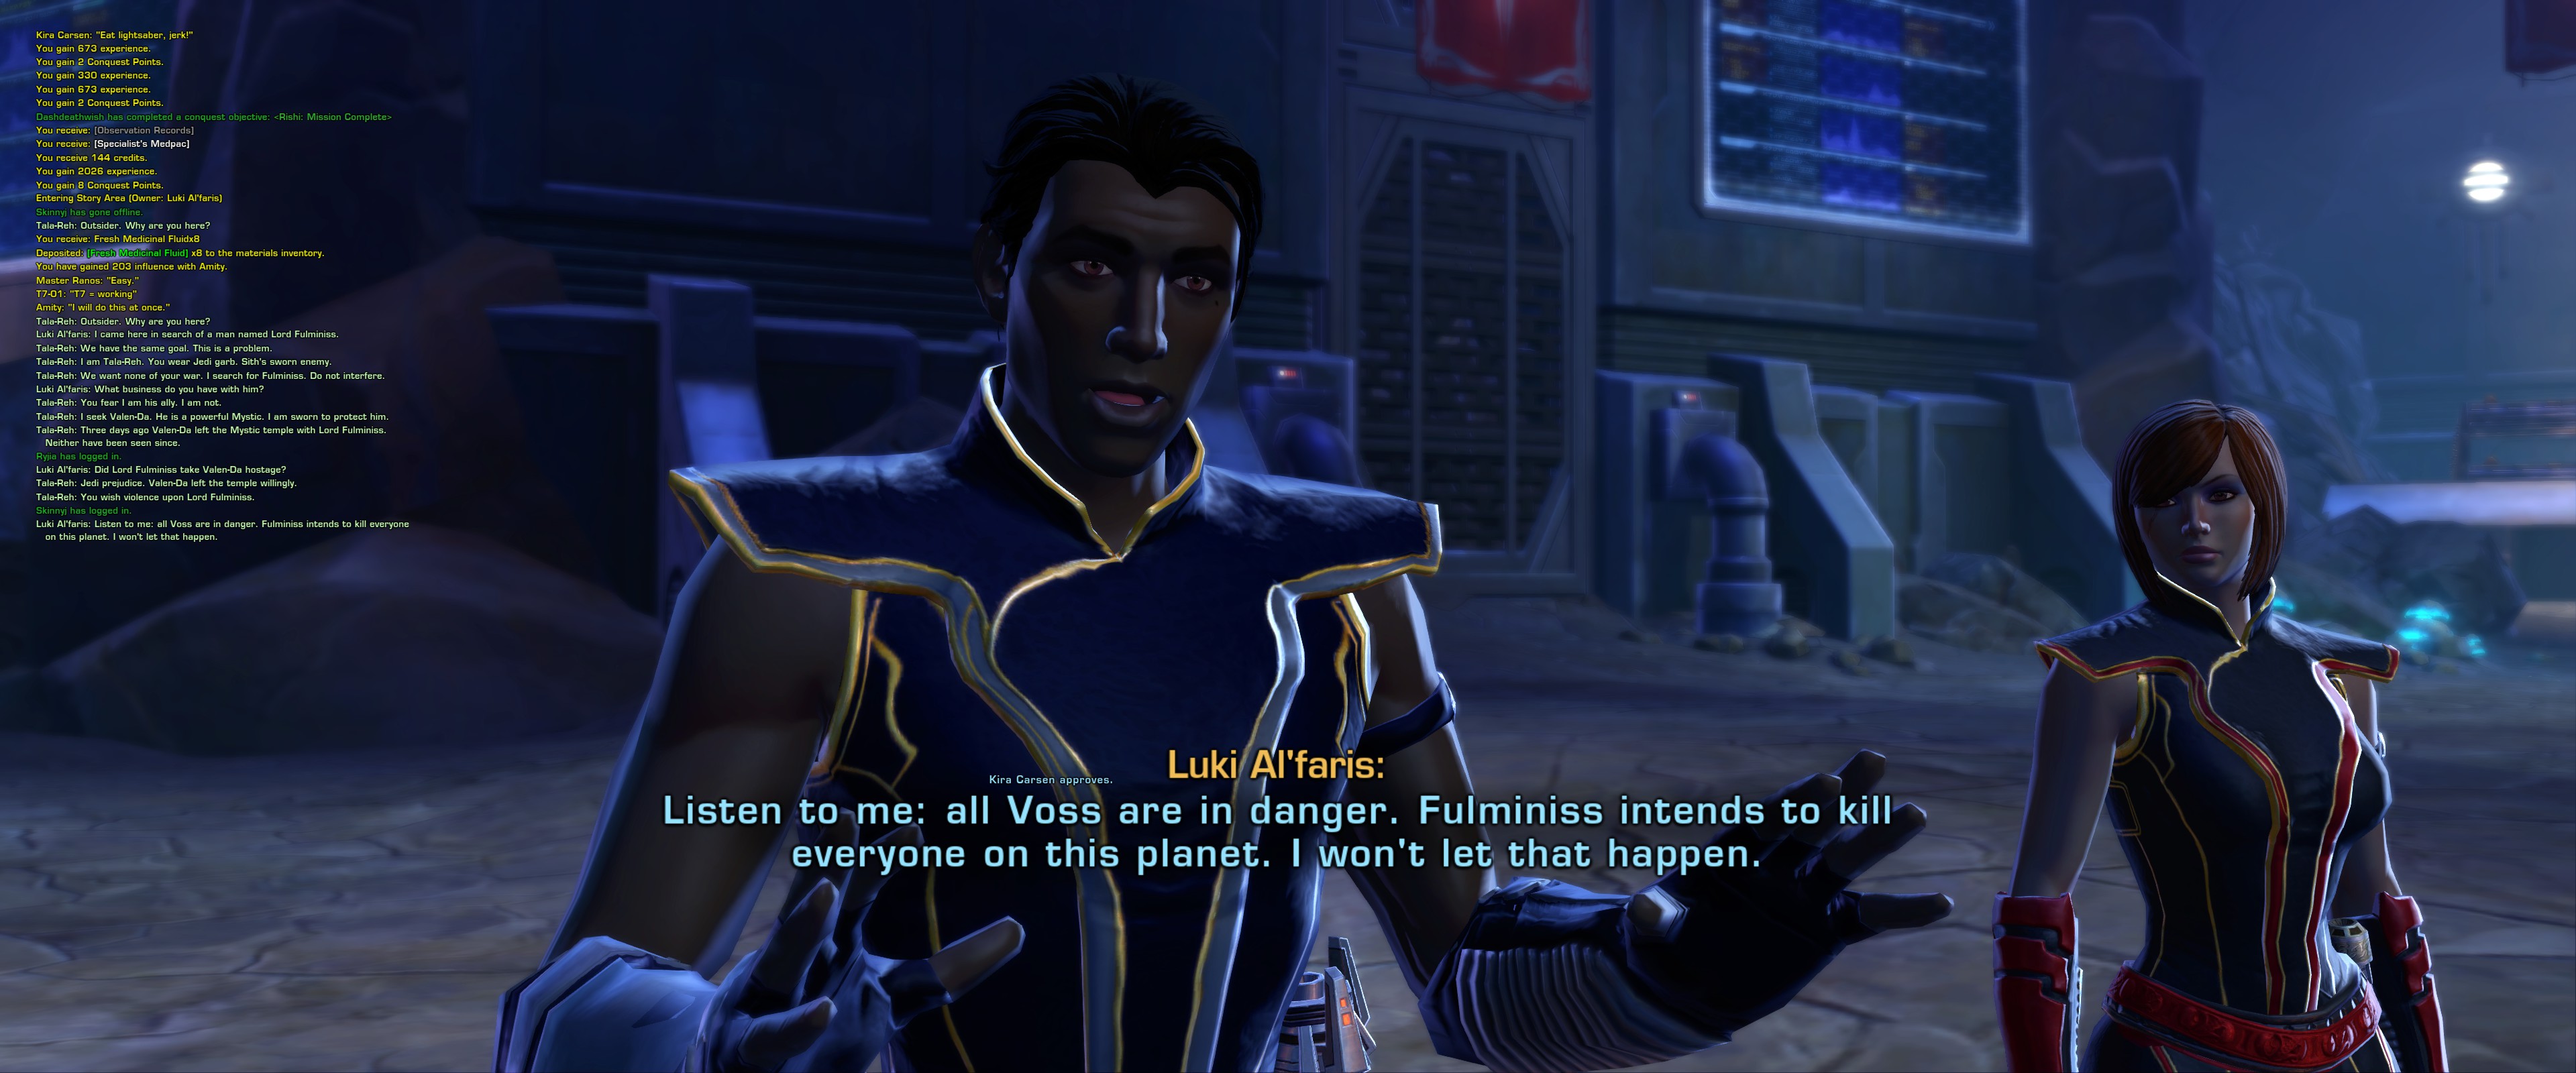 Kira Carsen: "Eat lightsaber, jerk!"
You gain 673 experience.
You gain 2 Conquest Points.
You gain 330 experience.
You gain 673 experience.
You gain 2 Conquest Points.
Dashdeathwish has completed a conquest objective: <Rishi: Mission Complete>
You receive: [Observation Records]
You receive: [Specialist's Medpac]
You receive 144 credits.
You gain 2026 experience.
You gain 8 Conquest Points.
Entering Story Area (Owner: Luki Al'faris)
Skinnyj has gone offline.
Tala-Reh: Outsider. Why are you here?
You receive: Fresh Medicinal Fluidx8
Deposited: [Fresh Medicinal Fluid] x8 to the materials inventory.
You have gained 203 influence with Amity.
Master Ranos: "Easy."
T7-01: "T7 = working"
Amity: "I will do this at once."
Tala-Reh: Outsider. Why are you here?
Luki Al'faris: I came here in search of a man named Lord Fulminiss.
Tala-Reh: We have the same goal. This is a problem.
Tala-Reh: I am Tala-Reh. You wear Jedi garb. Sith's sworn enemy.
Tala-Reh: We want none of your war. I search for Fulminiss. Do not interfere.
Luki Al'faris: What business do you have with him?
Tala-Reh: You fear I am his ally. I am not.
Tala-Reh: I seek Valen-Da. He is a powerful Mystic. I am sworn to protect him.
Tala-Reh: Three days ago Valen-Da left the Mystic temple with Lord Fulminiss.
Neither have been seen since.
Ryjia has logged in.
Luki Al'faris: Did Lord Fulminiss take Valen-Da hostage?
Tala-Reh: Jedi prejudice. Valen-Da left the temple willingly.
Tala-Reh: You wish violence upon Lord Fulminiss.
Skinnyj has logged in.
Luki Al'faris: Listen to me: all Voss are in danger. Fulminiss intends to kill everyone
on this planet. I won't let that happen.
Luki Al'faris:
Kira Carsen approves.
Listen to me: all Voss are in danger. Fulminiss intends to kill
everyone on this planet. I won't let that happen.